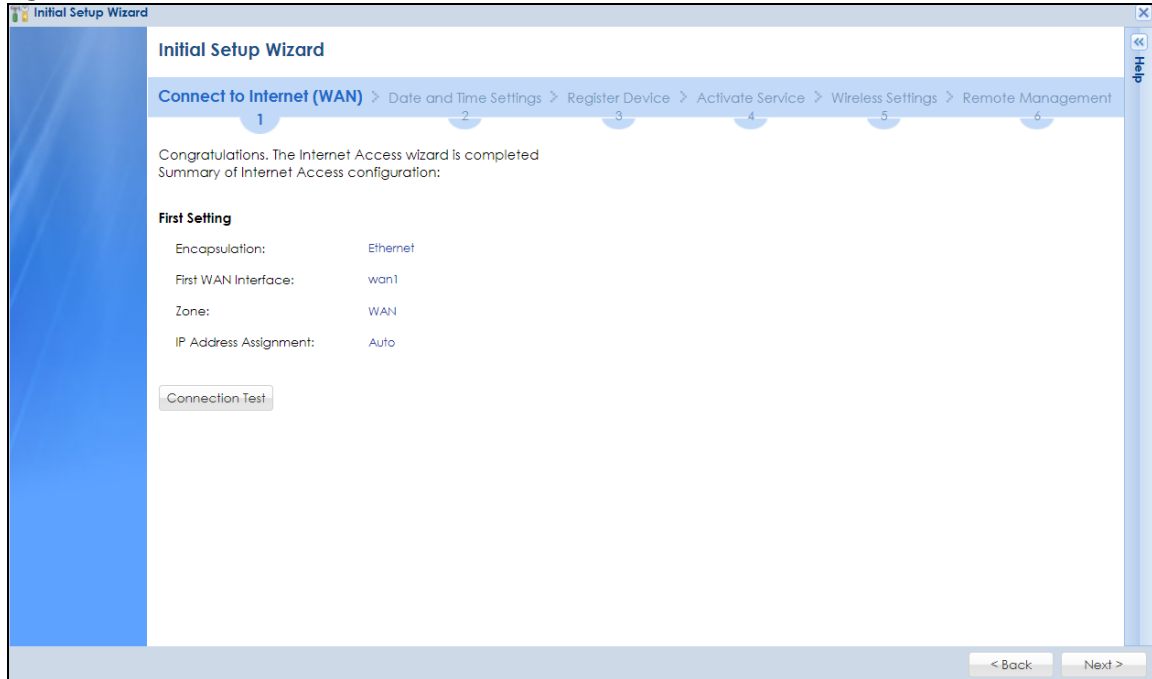 Initial Setup Wizard
Help
Initial Setup Wizard
Connect to Internet (WAN) > Date and Time Settings > Register Device > Activate Service > Wireless Settings > Remote Management
1 2 3 4 5 6
Congratulations. The Internet Access wizard is completed
Summary of Internet Access configuration:
First Setting
Encapsulation: Ethernet
First WAN Interface: wan1
Zone: WAN
IP Address Assignment: Auto
Connection Test
< Back Next >